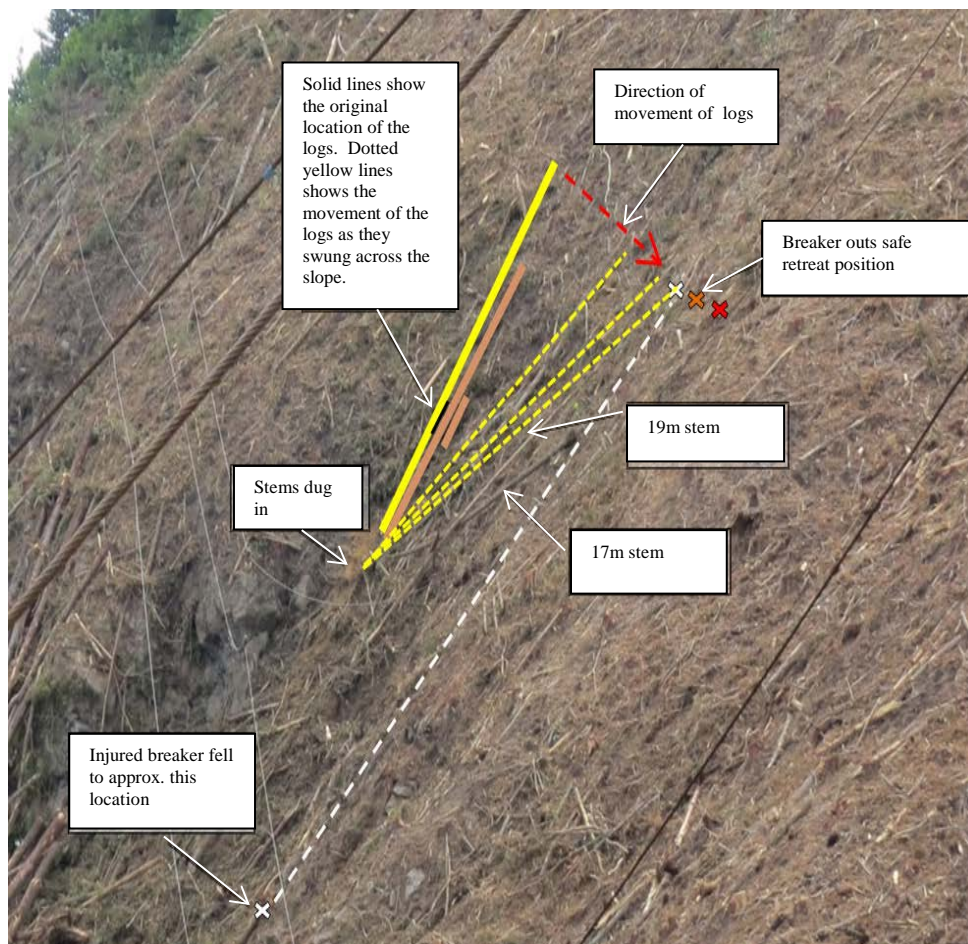 Solid lines show
the original
location of the
logs. Dotted
yellow lines
shows the
movement of the
logs as they
swung across the
slope.
Direction of
movement of logs
Breaker outs safe
retreat position
19m stem
Stems dug
in
17m stem
Injured breaker fell
to approx. this
location